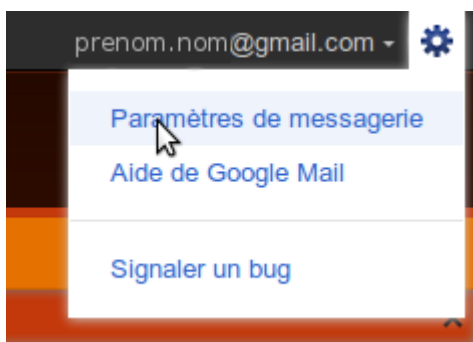 prenom.nom@gmail.com
Paramètres de messagerie
Aide de Google Mail
Signaler un bug